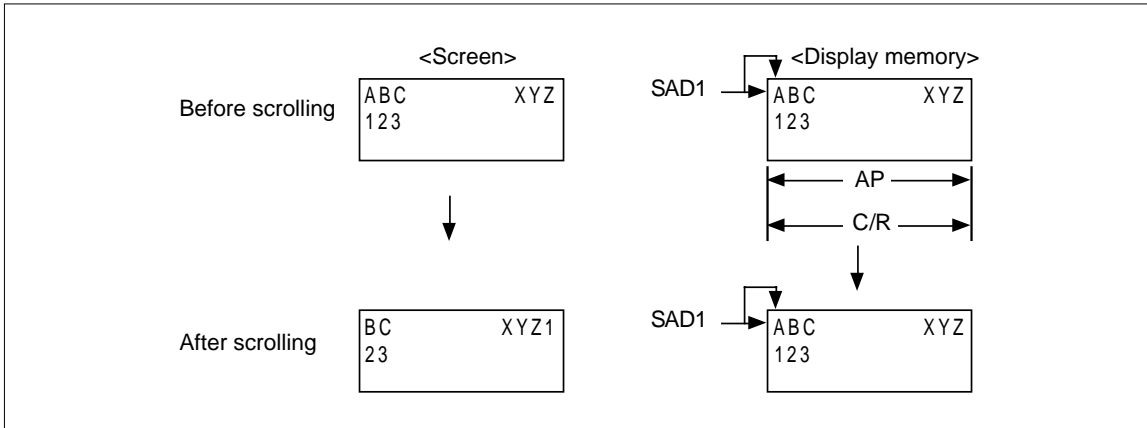 <Screen>
<Display memory>
Before scrolling
ABC XYZ
123
SAD1
ABC XYZ
123
AP
C/R
After scrolling
BC XYZ1
23
SAD1
ABC XYZ
123